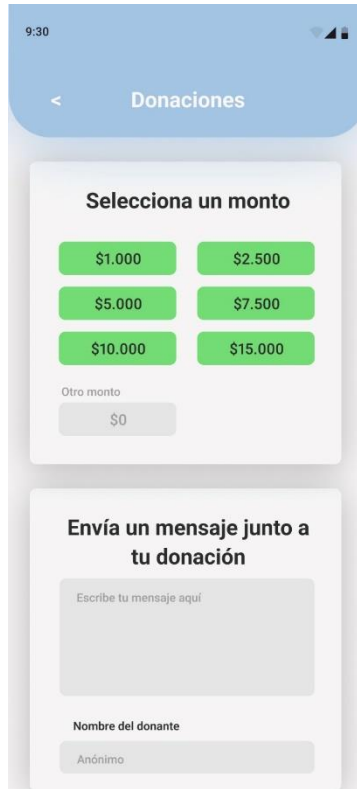 9:30
< Donaciones
Selecciona un monto
$1.000 $2.500
$5.000 $7.500
$10.000 $15.000
Otro monto
$0
Envía un mensaje junto a
tu donación
Escribe tu mensaje aquí
Nombre del donante
Anónimo